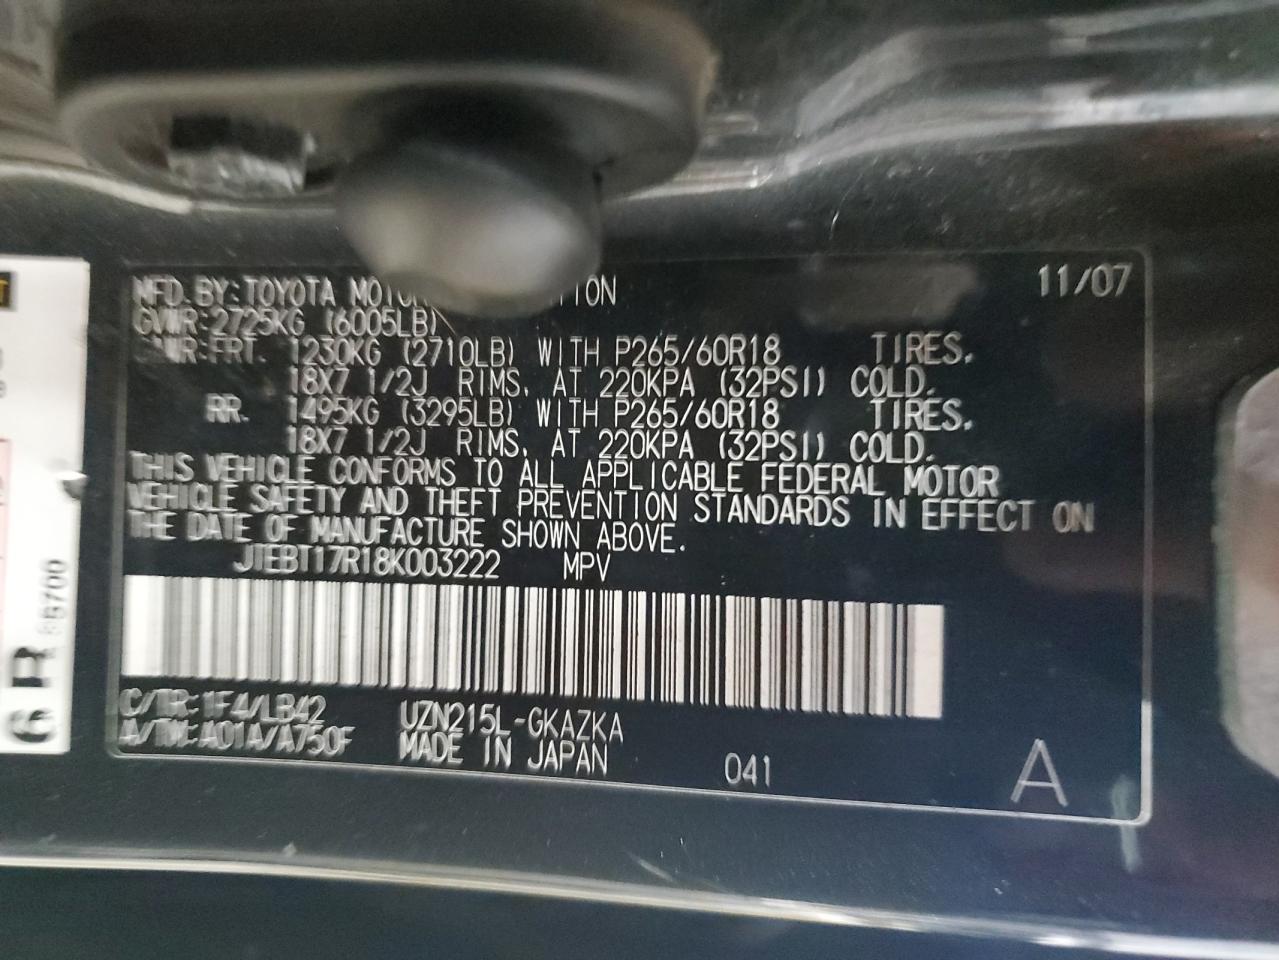 MFD. BY: TOYOTA 11/07
GVWR: 2725KG (6005LB)
GAWR: FRT. 1230KG (2710LB) WITH P265/60R18 TIRES,
18X7 1/2J RIMS, AT 220KPA (32PSI) COLD.
RR. 1495KG (3295LB) WITH P265/60R18 TIRES,
18X7 1/2J RIMS, AT 220KPA (32PSI) COLD.
THIS VEHICLE CONFORMS TO ALL APPLICABLE FEDERAL MOTOR
VEHICLE SAFETY AND THEFT PREVENTION STANDARDS IN EFFECT ON
THE DATE OF MANUFACTURE SHOWN ABOVE.
JTEBT17R18K003222 MPV
C/TR: 1F4/LB42 UZN215L-GKAZKA
A/TM: A01A/A750F MADE IN JAPAN 041 A